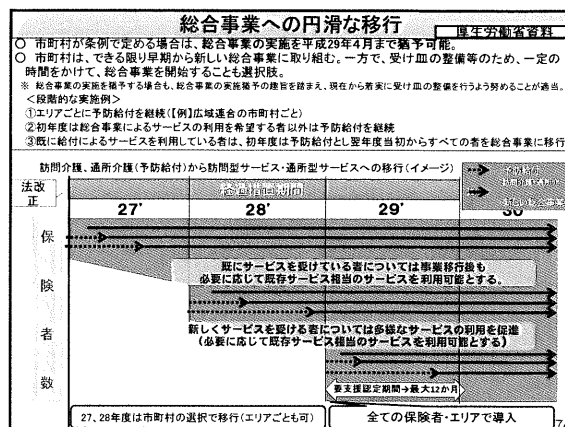 総合事業への円滑な移行
厚生労働省資料
○ 市町村が条例で定める場合は、総合事業の実施を平成29年4月まで猶予可能。
○ 市町村は、できる限り早期から新しい総合事業に取り組む。一方で、受け皿の整備等のため、一定の
時間をかけて、総合事業を開始することも選択肢。
※ 総合事業の実施を猶予する場合も、総合事業の実施猶予の趣旨を踏まえ、現在から着実に受け皿の整備を行うよう努めることが適当。
<段階的な実施例>
①エリアごとに予防給付を継続(【例】広域連合の市町村ごと)
②初年度は総合事業によるサービスの利用を希望する者以外は予防給付を継続
③既に給付によるサービスを利用している者は、初年度は予防給付とし翌年度当初からすべての者を総合事業に移行
訪問介護、通所介護(予防給付)から訪問型サービス・通所型サービスへの移行(イメージ)
予防給付
法改
正
経過措置期間
27'
28'
29'
30'
保
険
者
数
既にサービスを受けている者については事業移行後も
必要に応じて既存サービス相当のサービスを利用可能とする。
新しくサービスを受ける者については多様なサービスの利用を促進
(必要に応じて既存サービス相当のサービスを利用可能とする)
要支援認定期間→最大12か月
27、28年度は市町村の選択で移行(エリアごとも可)
全ての保険者・エリアで導入